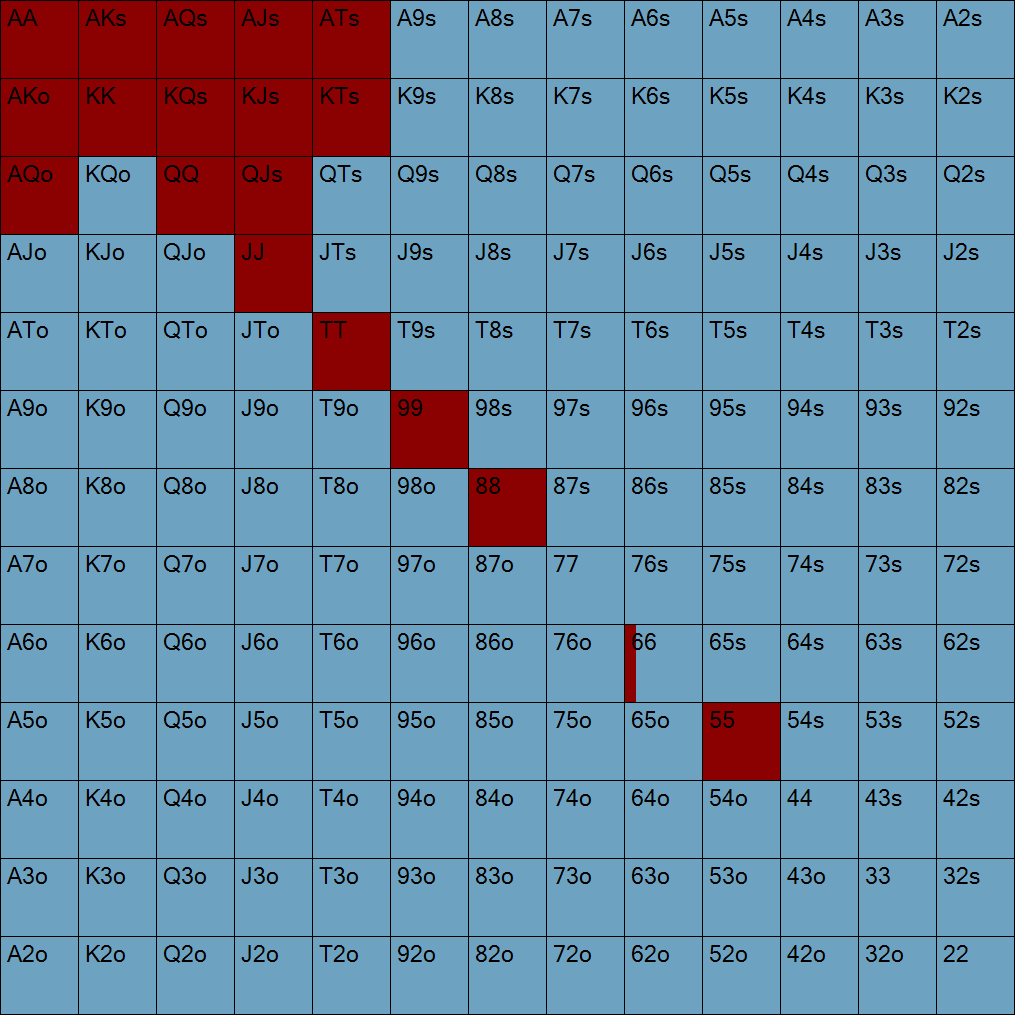 AA AKs AQs AJs ATs A9s A8s A7s A6s A5s A4s A3s A2s
AKo KK KQs KJs KTs K9s K8s K7s K6s K5s K4s K3s K2s
AQo KQo QQ QJs QTs Q9s Q8s Q7s Q6s Q5s Q4s Q3s Q2s
AJo KJo QJo JJ JTs J9s J8s J7s J6s J5s J4s J3s J2s
ATo KTo QTo JTo TT T9s T8s T7s T6s T5s T4s T3s T2s
A9o K9o Q9o J9o T9o 99 98s 97s 96s 95s 94s 93s 92s
A8o K8o Q8o J8o T8o 98o 88 87s 86s 85s 84s 83s 82s
A7o K7o Q7o J7o T7o 97o 87o 77 76s 75s 74s 73s 72s
A6o K6o Q6o J6o T6o 96o 86o 76o 66 65s 64s 63s 62s
A5o K5o Q5o J5o T5o 95o 85o 75o 65o 55 54s 53s 52s
A4o K4o Q4o J4o T4o 94o 84o 74o 64o 54o 44 43s 42s
A3o K3o Q3o J3o T3o 93o 83o 73o 63o 53o 43o 33 32s
A2o K2o Q2o J2o T2o 92o 82o 72o 62o 52o 42o 32o 22